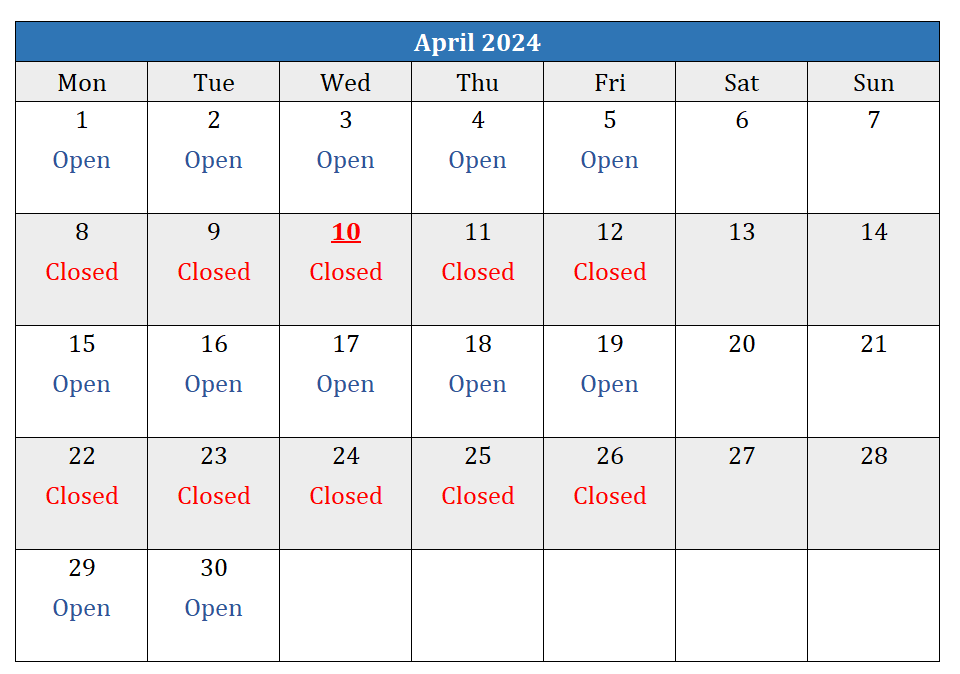 April 2024
Mon Tue Wed Thu Fri Sat Sun
1 2 3 4 5 6 7
Open Open Open Open Open
8 9 10 11 12 13 14
Closed Closed Closed Closed Closed
15 16 17 18 19 20 21
Open Open Open Open Open
22 23 24 25 26 27 28
Closed Closed Closed Closed Closed
29 30
Open Open